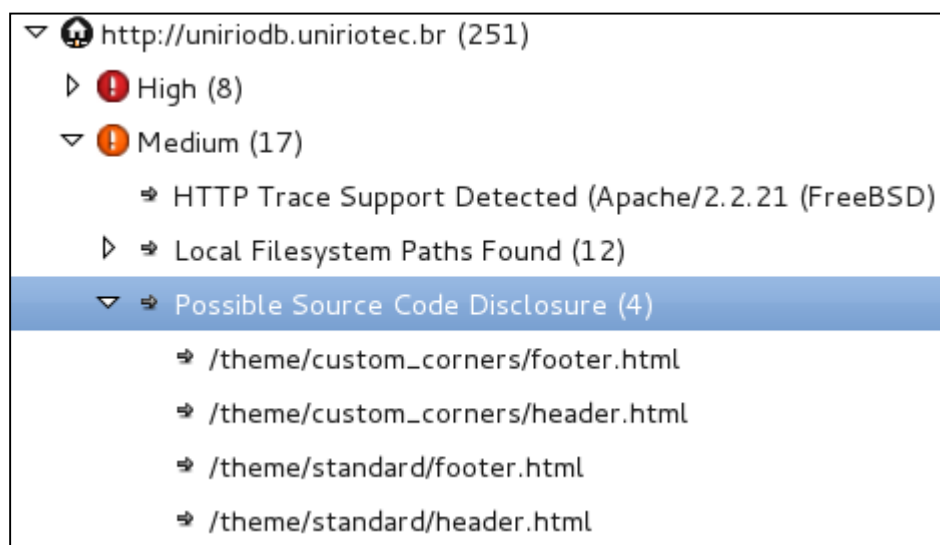 http://uniriodb.uniriotec.br (251)
High (8)
Medium (17)
HTTP Trace Support Detected (Apache/2.2.21 (FreeBSD)
Local Filesystem Paths Found (12)
Possible Source Code Disclosure (4)
/theme/custom_corners/footer.html
/theme/custom_corners/header.html
/theme/standard/footer.html
/theme/standard/header.html